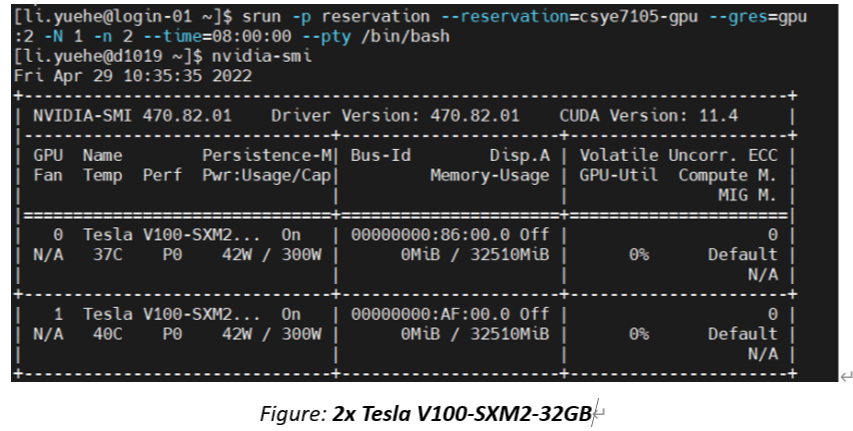 [li.yuehe@login-01 ~]$ srun -p reservation --reservation=csye7105-gpu --gres=gpu
:2 -N 1 -n 2 --time=08:00:00 --pty /bin/bash
[li.yuehe@d1019 ~]$ nvidia-smi
Fri Apr 29 10:35:35 2022
+-----------------------------------------------------------------------------+
| NVIDIA-SMI 470.82.01    Driver Version: 470.82.01    CUDA Version: 11.4     |
|-------------------------------+----------------------+----------------------+
| GPU  Name        Persistence-M| Bus-Id        Disp.A | Volatile Uncorr. ECC |
| Fan  Temp  Perf  Pwr:Usage/Cap|         Memory-Usage | GPU-Util  Compute M. |
|                               |                      |               MIG M. |
|===============================+======================+======================|
|   0  Tesla V100-SXM2...  On   | 00000000:86:00.0 Off |                    0 |
| N/A   37C    P0    42W / 300W |      0MiB / 32510MiB |      0%      Default |
|                               |                      |                  N/A |
+-------------------------------+----------------------+----------------------+
|   1  Tesla V100-SXM2...  On   | 00000000:AF:00.0 Off |                    0 |
| N/A   40C    P0    42W / 300W |      0MiB / 32510MiB |      0%      Default |
|                               |                      |                  N/A |
+-------------------------------+----------------------+----------------------+
Figure: 2x Tesla V100-SXM2-32GB